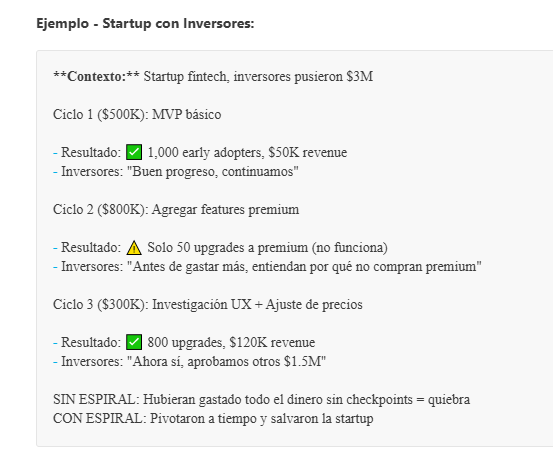 Ejemplo - Startup con Inversores:
**Contexto:** Startup fintech, inversores pusieron $3M
Ciclo 1 ($500K): MVP básico
- Resultado: ✅ 1,000 early adopters, $50K revenue
- Inversores: "Buen progreso, continuamos"
Ciclo 2 ($800K): Agregar features premium
- Resultado: ⚠️ Solo 50 upgrades a premium (no funciona)
- Inversores: "Antes de gastar más, entiendan por qué no compran premium"
Ciclo 3 ($300K): Investigación UX + Ajuste de precios
- Resultado: ✅ 800 upgrades, $120K revenue
- Inversores: "Ahora sí, aprobamos otros $1.5M"
SIN ESPIRAL: Hubieran gastado todo el dinero sin checkpoints = quiebra
CON ESPIRAL: Pivotaron a tiempo y salvaron la startup